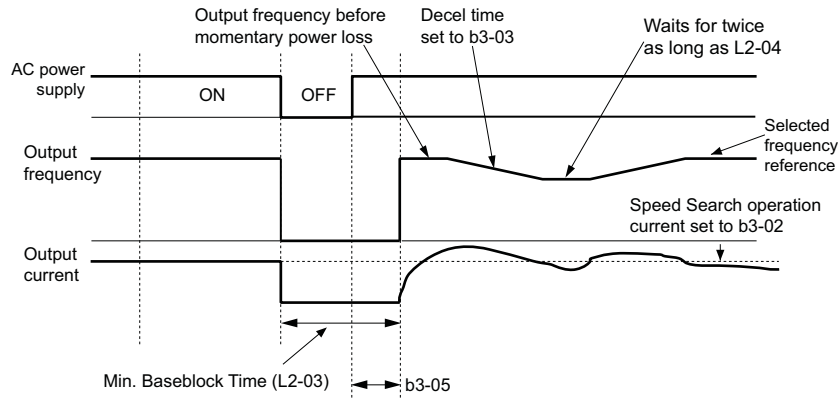 Output frequency before
momentary power loss
Decel time
set to b3-03
Waits for twice
as long as L2-04
AC power
supply
ON
OFF
Output
frequency
Selected
frequency
reference
Speed Search operation
current set to b3-02
Output
current
Min. Baseblock Time (L2-03)
b3-05